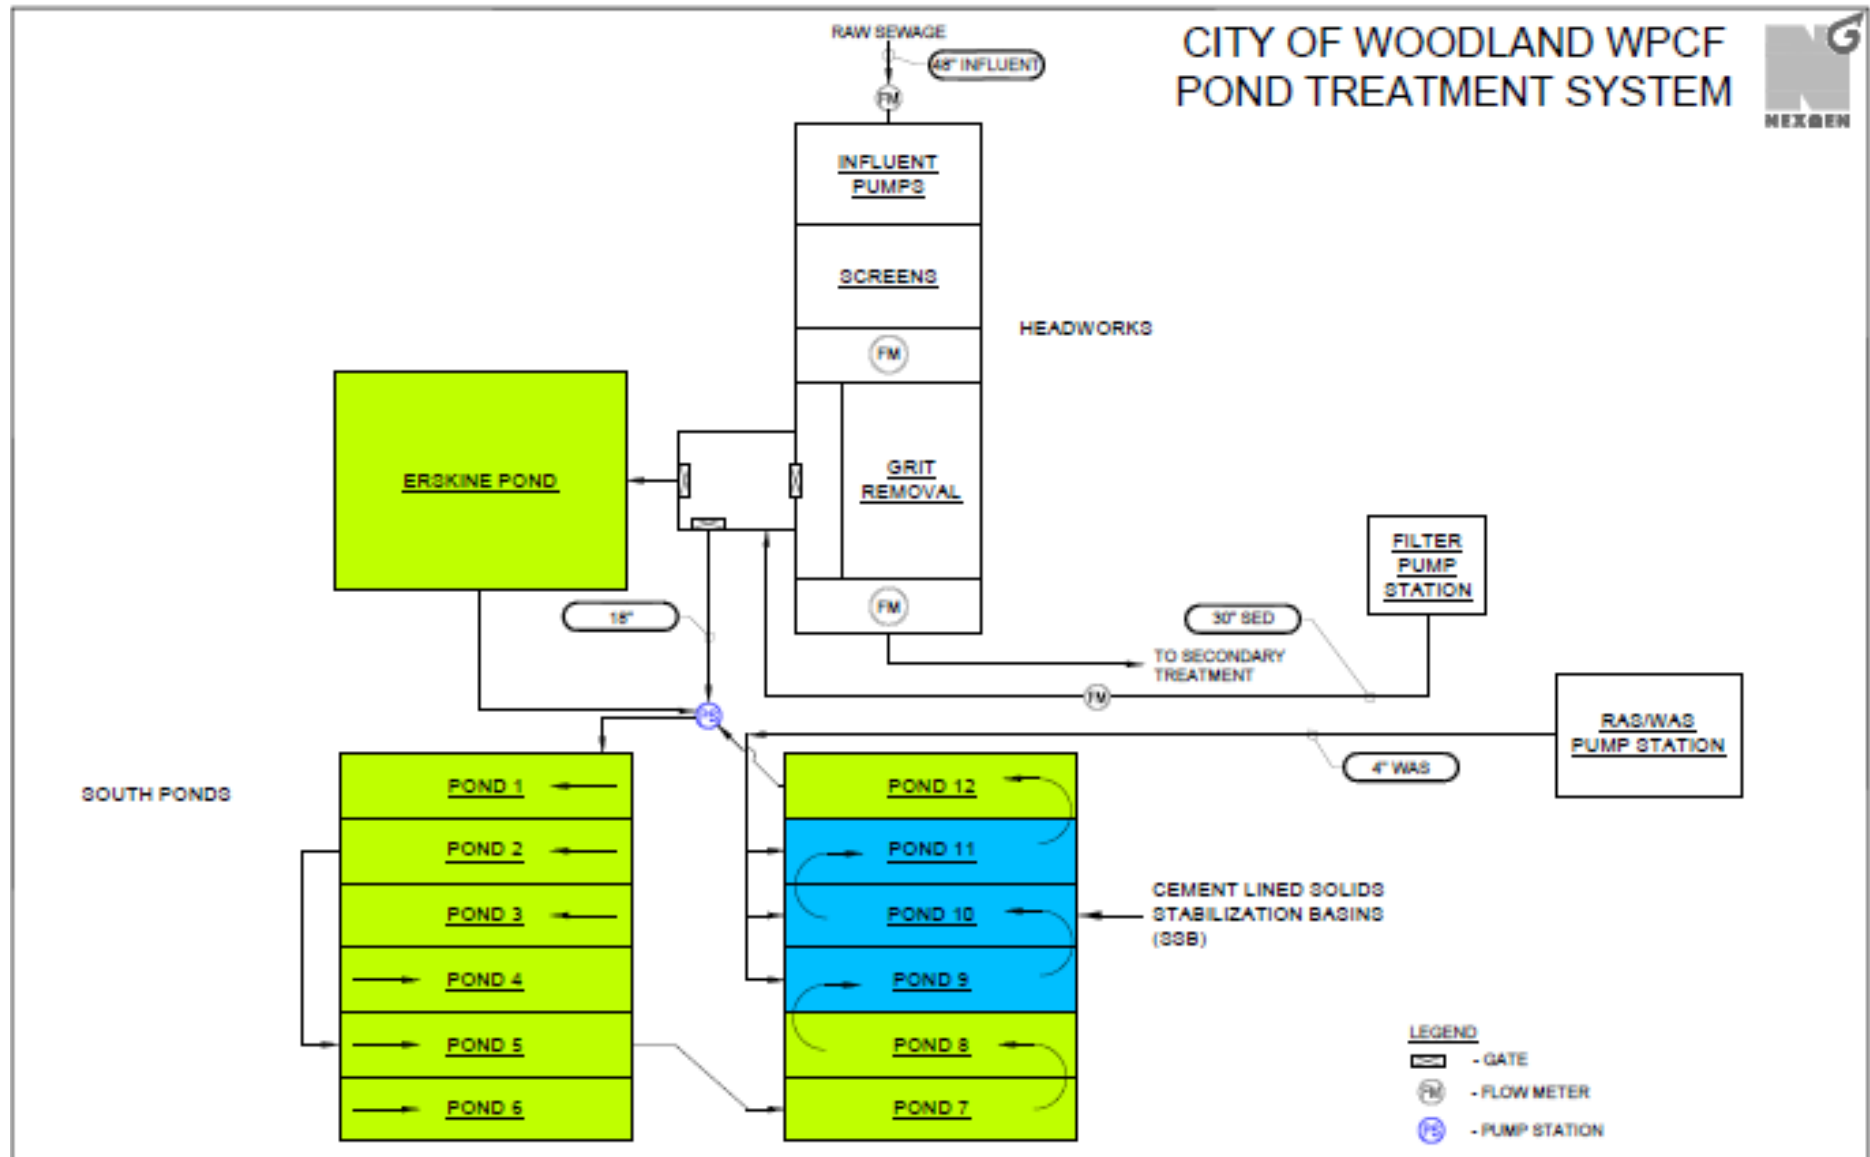 RAW SEWAGE
48" INFLUENT
CITY OF WOODLAND WPCF
POND TREATMENT SYSTEM
NEXGEN
FM
INFLUENT
PUMPS
SCREENS
HEADWORKS
FM
ERSKINE POND
GRIT
REMOVAL
FILTER
PUMP
STATION
18"
FM
30" SED
TO SECONDARY
TREATMENT
FM
PS
RAS/WAS
PUMP STATION
4" WAS
SOUTH PONDS
POND 1
POND 2
POND 3
POND 4
POND 5
POND 6
POND 12
POND 11
POND 10
POND 9
POND 8
POND 7
CEMENT LINED SOLIDS
STABILIZATION BASINS
(SSB)
LEGEND
- GATE
FM - FLOW METER
PS - PUMP STATION